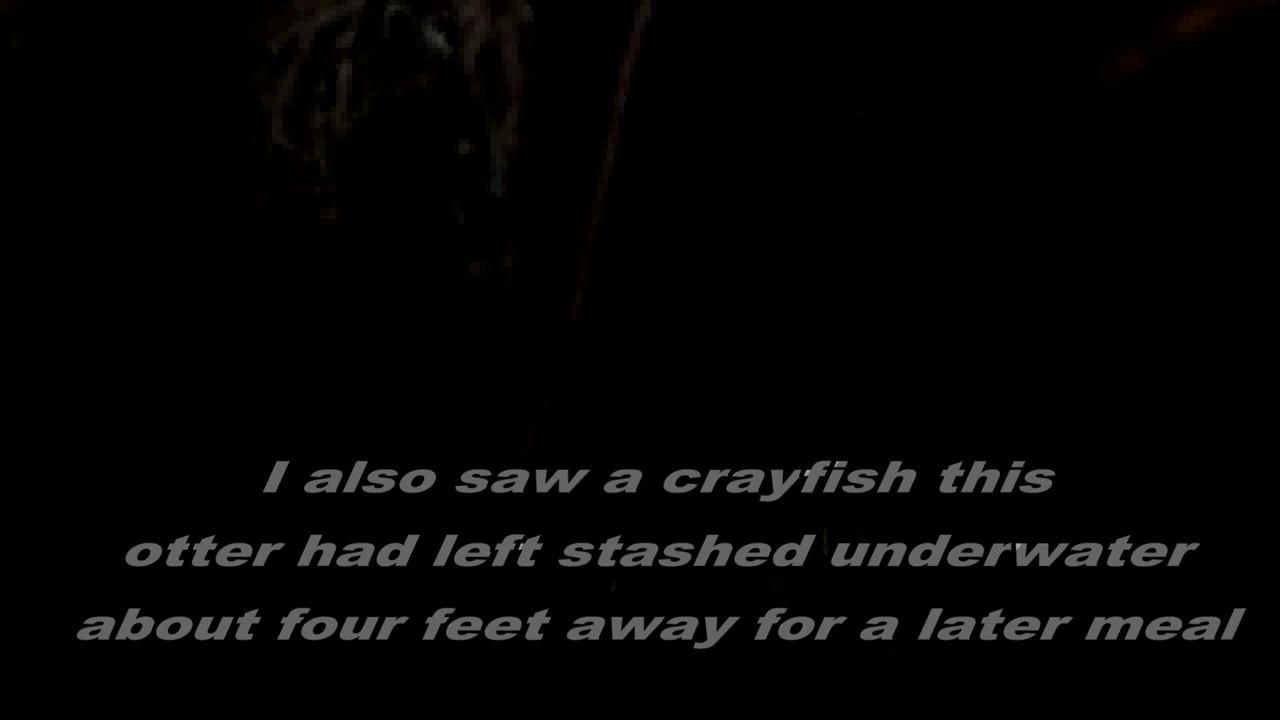 I also saw a crayfish this
otter had left stashed underwater
about four feet away for a later meal